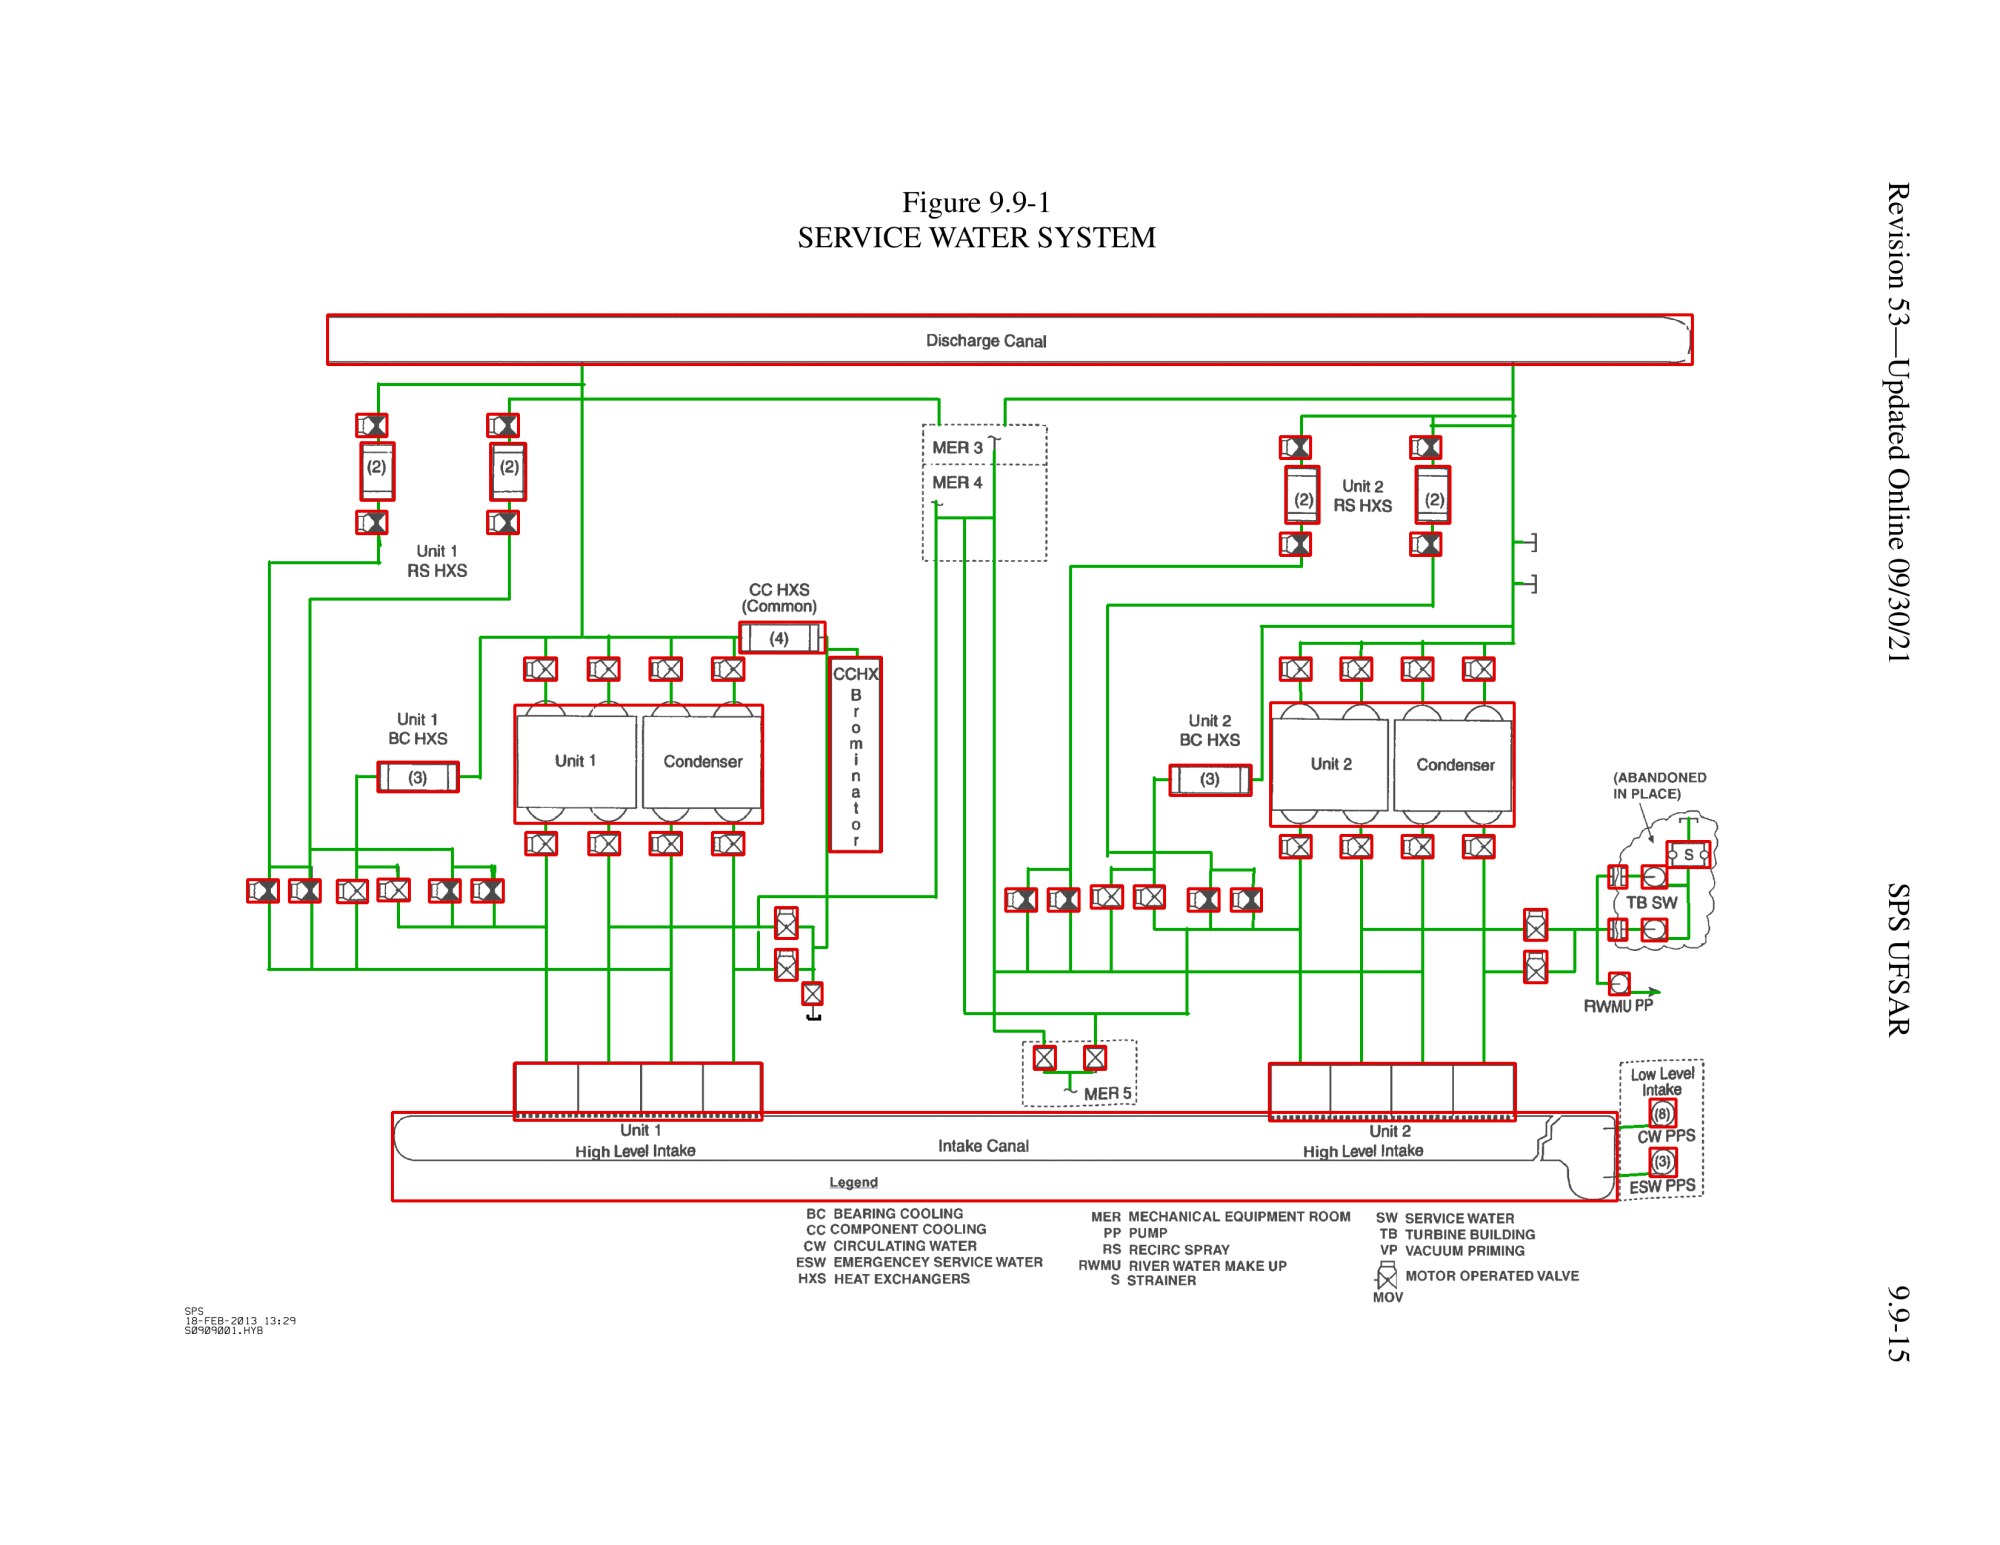 Figure 9.9-1
SERVICE WATER SYSTEM
Revision 53—Updated Online 09/30/21
SPS UFSAR
9.9-15
Discharge Canal
(2)
(2)
Unit 1
RS HXS
MER 3
MER 4
(2)
Unit 2
RS HXS
(2)
CC HXS
(Common)
(4)
CCHX
B
r
o
m
i
n
a
t
o
r
Unit 1
BC HXS
(3)
Unit 1
Condenser
Unit 2
BC HXS
(3)
Unit 2
Condenser
(ABANDONED
IN PLACE)
S
TB SW
RWMU PP
MER 5
Low Level
Intake
(8)
CW PPS
(3)
ESW PPS
Unit 1
High Level Intake
Intake Canal
Unit 2
High Level Intake
Legend
BC BEARING COOLING
CC COMPONENT COOLING
CW CIRCULATING WATER
ESW EMERGENCEY SERVICE WATER
HXS HEAT EXCHANGERS
MER MECHANICAL EQUIPMENT ROOM
PP PUMP
RS RECIRC SPRAY
RWMU RIVER WATER MAKE UP
S STRAINER
SW SERVICE WATER
TB TURBINE BUILDING
VP VACUUM PRIMING
MOTOR OPERATED VALVE
MOV
SPS
18-FEB-2013 13:29
S0909001.HYB